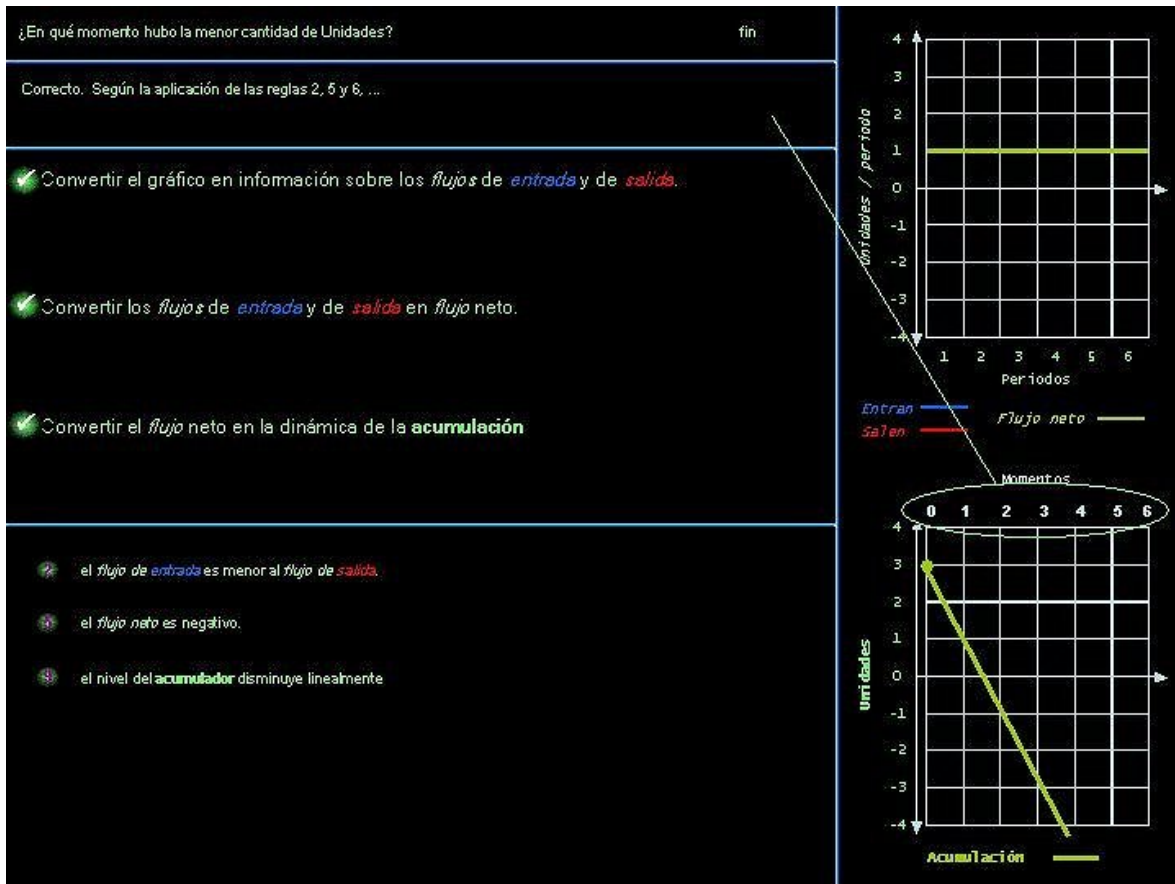 ¿En qué momento hubo la menor cantidad de Unidades? fin
Correcto. Según la aplicación de las reglas 2, 5 y 6, ...
Convertir el gráfico en información sobre los flujos de entrada y de salida.
Convertir los flujos de entrada y de salida en flujo neto.
Convertir el flujo neto en la dinámica de la acumulación
el flujo de entrada es menor al flujo de salida.
el flujo neto es negativo.
el nivel del acumulador disminuye linealmente
4
3
2
1
0
-1
-2
-3
-4
Unidades / periodo
1 2 3 4 5 6
Periodos
Entran
Salen
Flujo neto
Momentos
0 1 2 3 4 5 6
4
3
2
1
0
-1
-2
-3
-4
Unidades
Acumulación